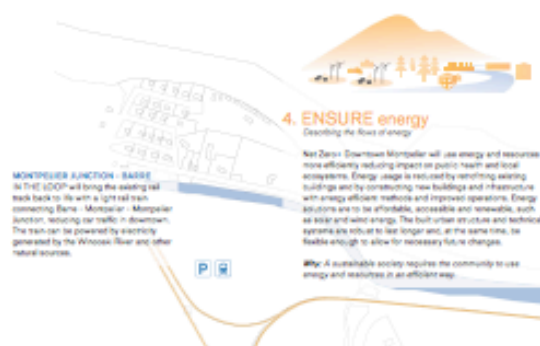 4. ENSURE energy
Describing the flows of energy
Net Zero+ Downtown Montpelier will use energy and resources
more efficiently reducing impact on public health and local
ecosystems. Energy usage is reduced by retrofitting existing
buildings and by constructing new buildings and infrastructure
with energy efficient methods and improved operations. Energy
solutions are to be affordable, accessible and renewable, such
as solar and wind energy. The built urban structure and technical
systems are robust to last longer and, at the same time, be
flexible enough to allow for necessary future changes.
Why: A sustainable society requires the community to use
energy and resources in an efficient way.
MONTPELIER JUNCTION - BARRE
IN THE LOOP will bring the existing rail
track back to life with a light rail train
connecting Barre - Montpelier - Montpelier
Junction, reducing car traffic in downtown.
The train can be powered by electricity
generated by the Winooski River and other
natural sources.
P